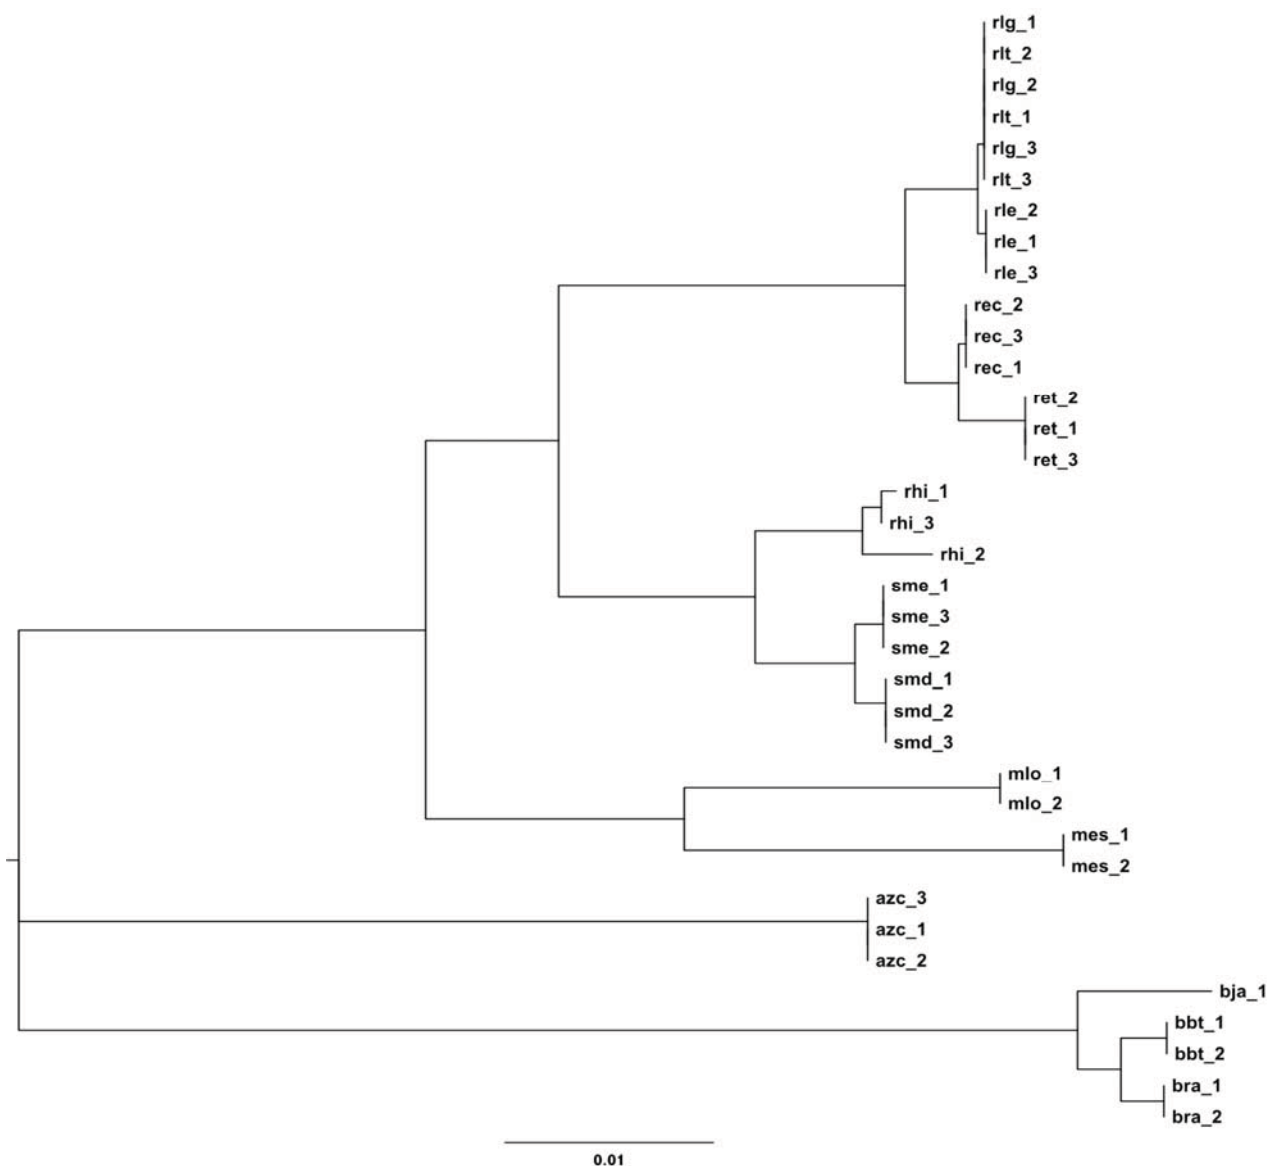 rlg_1
rlt_2
rlg_2
rlt_1
rlg_3
rlt_3
rle_2
rle_1
rle_3
rec_2
rec_3
rec_1
ret_2
ret_1
ret_3
rhi_1
rhi_3
rhi_2
sme_1
sme_3
sme_2
smd_1
smd_2
smd_3
mlo_1
mlo_2
mes_1
mes_2
azc_3
azc_1
azc_2
bja_1
bbt_1
bbt_2
bra_1
bra_2
0.01